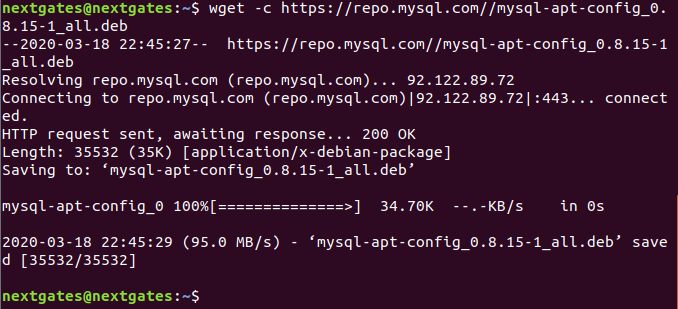 nextgates@nextgates:~$ wget -c https://repo.mysql.com//mysql-apt-config_0.
8.15-1_all.deb
--2020-03-18 22:45:27--  https://repo.mysql.com//mysql-apt-config_0.8.15-1
_all.deb
Resolving repo.mysql.com (repo.mysql.com)... 92.122.89.72
Connecting to repo.mysql.com (repo.mysql.com)|92.122.89.72|:443... connect
ed.
HTTP request sent, awaiting response... 200 OK
Length: 35532 (35K) [application/x-debian-package]
Saving to: ‘mysql-apt-config_0.8.15-1_all.deb’
mysql-apt-config_0 100%[==============>]  34.70K  --.-KB/s    in 0s
2020-03-18 22:45:29 (95.0 MB/s) - ‘mysql-apt-config_0.8.15-1_all.deb’ save
d [35532/35532]
nextgates@nextgates:~$